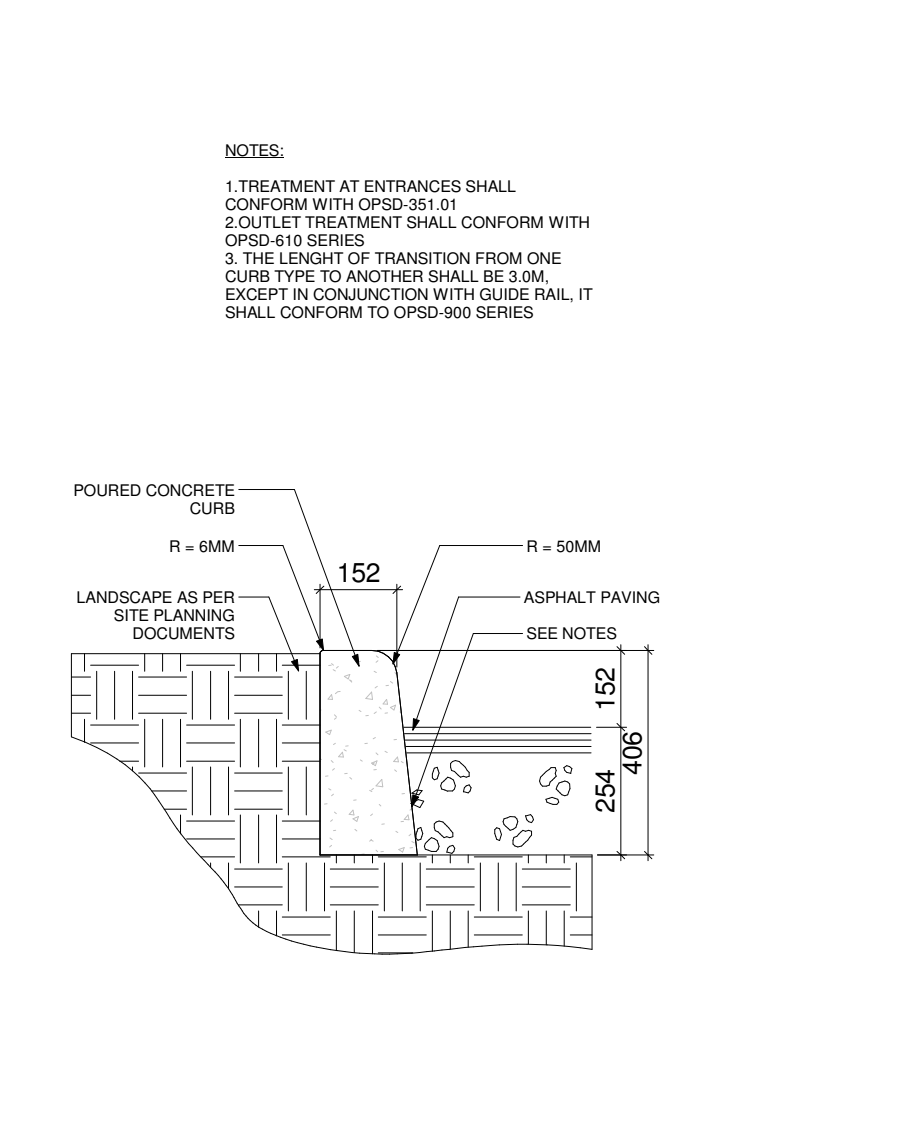 NOTES:
1.TREATMENT AT ENTRANCES SHALL
CONFORM WITH OPSD-351.01
2.OUTLET TREATMENT SHALL CONFORM WITH
OPSD-610 SERIES
3. THE LENGHT OF TRANSITION FROM ONE
CURB TYPE TO ANOTHER SHALL BE 3.0M,
EXCEPT IN CONJUNCTION WITH GUIDE RAIL, IT
SHALL CONFORM TO OPSD-900 SERIES
POURED CONCRETE
CURB
R = 6MM
R = 50MM
152
LANDSCAPE AS PER
SITE PLANNING
DOCUMENTS
ASPHALT PAVING
SEE NOTES
152
406
254